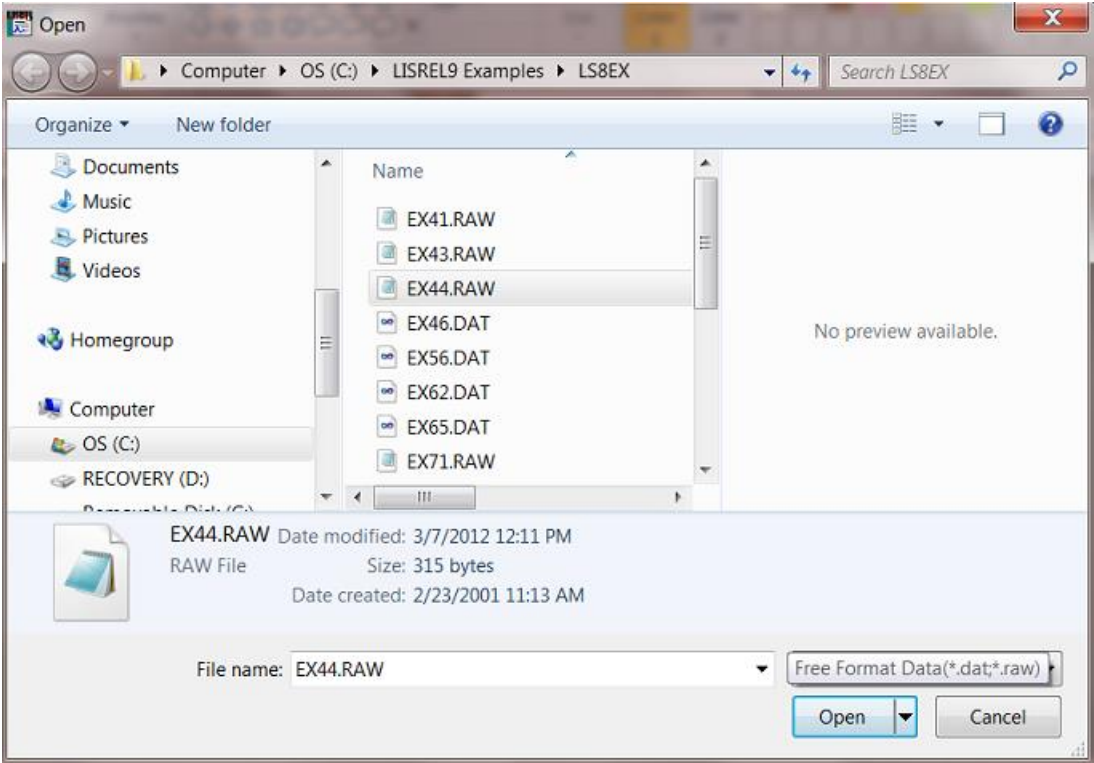 Open
Computer OS (C:) LISREL9 Examples LS8EX
Search LS8EX
Organize New folder
Documents
Music
Pictures
Videos
Homegroup
Computer
OS (C:)
RECOVERY (D:)
Name
EX41.RAW
EX43.RAW
EX44.RAW
EX46.DAT
EX56.DAT
EX62.DAT
EX65.DAT
EX71.RAW
No preview available.
EX44.RAW Date modified: 3/7/2012 12:11 PM
RAW File Size: 315 bytes
Date created: 2/23/2001 11:13 AM
File name: EX44.RAW
Free Format Data(*.dat;*.raw)
Open Cancel